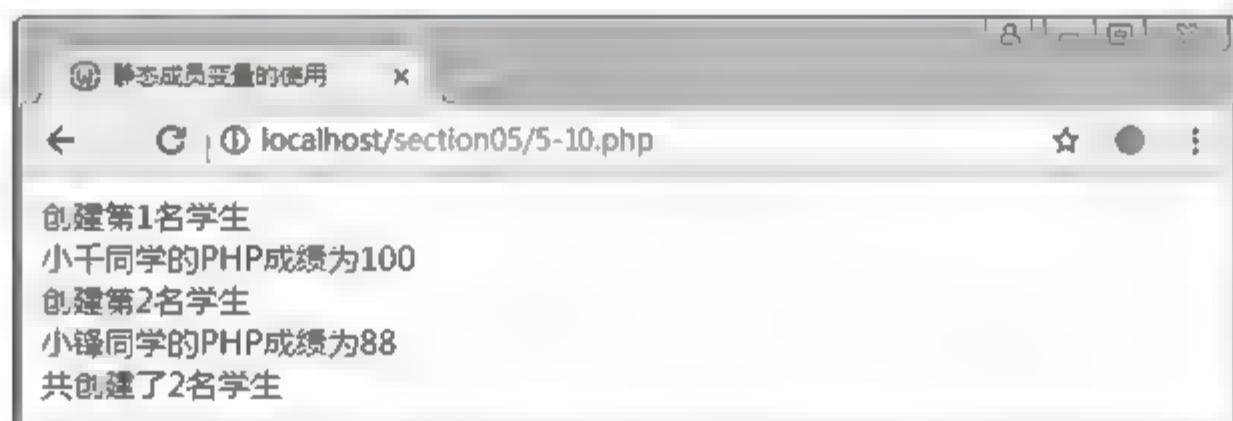 静态成员变量的使用
localhost/section05/5-10.php
创建第1名学生
小千同学的PHP成绩为100
创建第2名学生
小锋同学的PHP成绩为88
共创建了2名学生